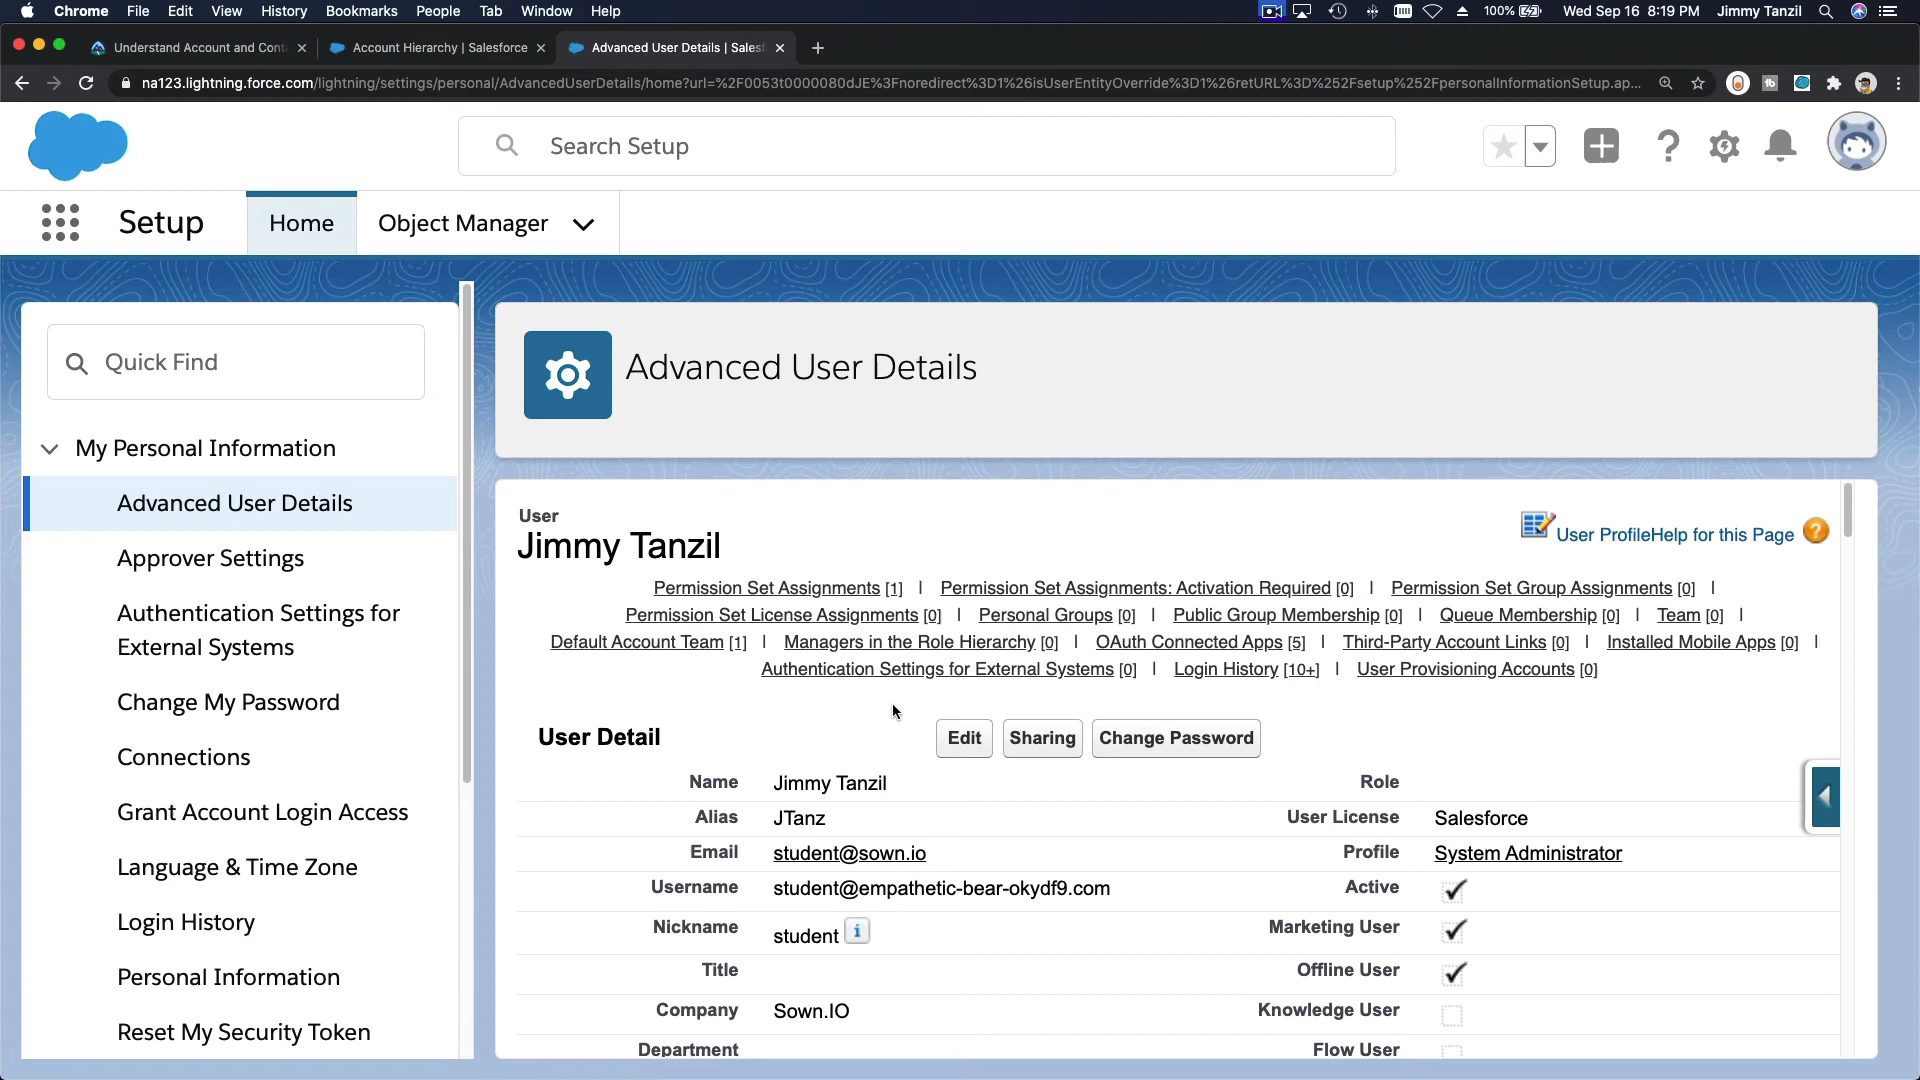 Chrome File Edit View History Bookmarks People Tab Window Help 100% Wed Sep 16 8:19 PM Jimmy Tanzil
Understand Account and Cont
Account Hierarchy | Salesforce
Advanced User Details | Salesf
na123.lightning.force.com/lightning/settings/personal/AdvancedUserDetails/home?url=%2F0053t0000080dJE%3Fnoredirect%3D1%26isUserEntityOverride%3D1%26retURL%3D%252Fsetup%252FpersonalInformationSetup.ap...
Search Setup
Setup Home Object Manager
Quick Find
My Personal Information
Advanced User Details
Approver Settings
Authentication Settings for
External Systems
Change My Password
Connections
Grant Account Login Access
Language & Time Zone
Login History
Personal Information
Reset My Security Token
Advanced User Details
User
Jimmy Tanzil
User ProfileHelp for this Page ?
Permission Set Assignments [1] | Permission Set Assignments: Activation Required [0] | Permission Set Group Assignments [0] |
Permission Set License Assignments [0] | Personal Groups [0] | Public Group Membership [0] | Queue Membership [0] | Team [0] |
Default Account Team [1] | Managers in the Role Hierarchy [0] | OAuth Connected Apps [5] | Third-Party Account Links [0] | Installed Mobile Apps [0] |
Authentication Settings for External Systems [0] | Login History [10+] | User Provisioning Accounts [0]
User Detail Edit Sharing Change Password
Name Jimmy Tanzil Role
Alias JTanz User License Salesforce
Email student@sown.io Profile System Administrator
Username student@empathetic-bear-okydf9.com Active
Nickname student i Marketing User
Title Offline User
Company Sown.IO Knowledge User
Department Flow User